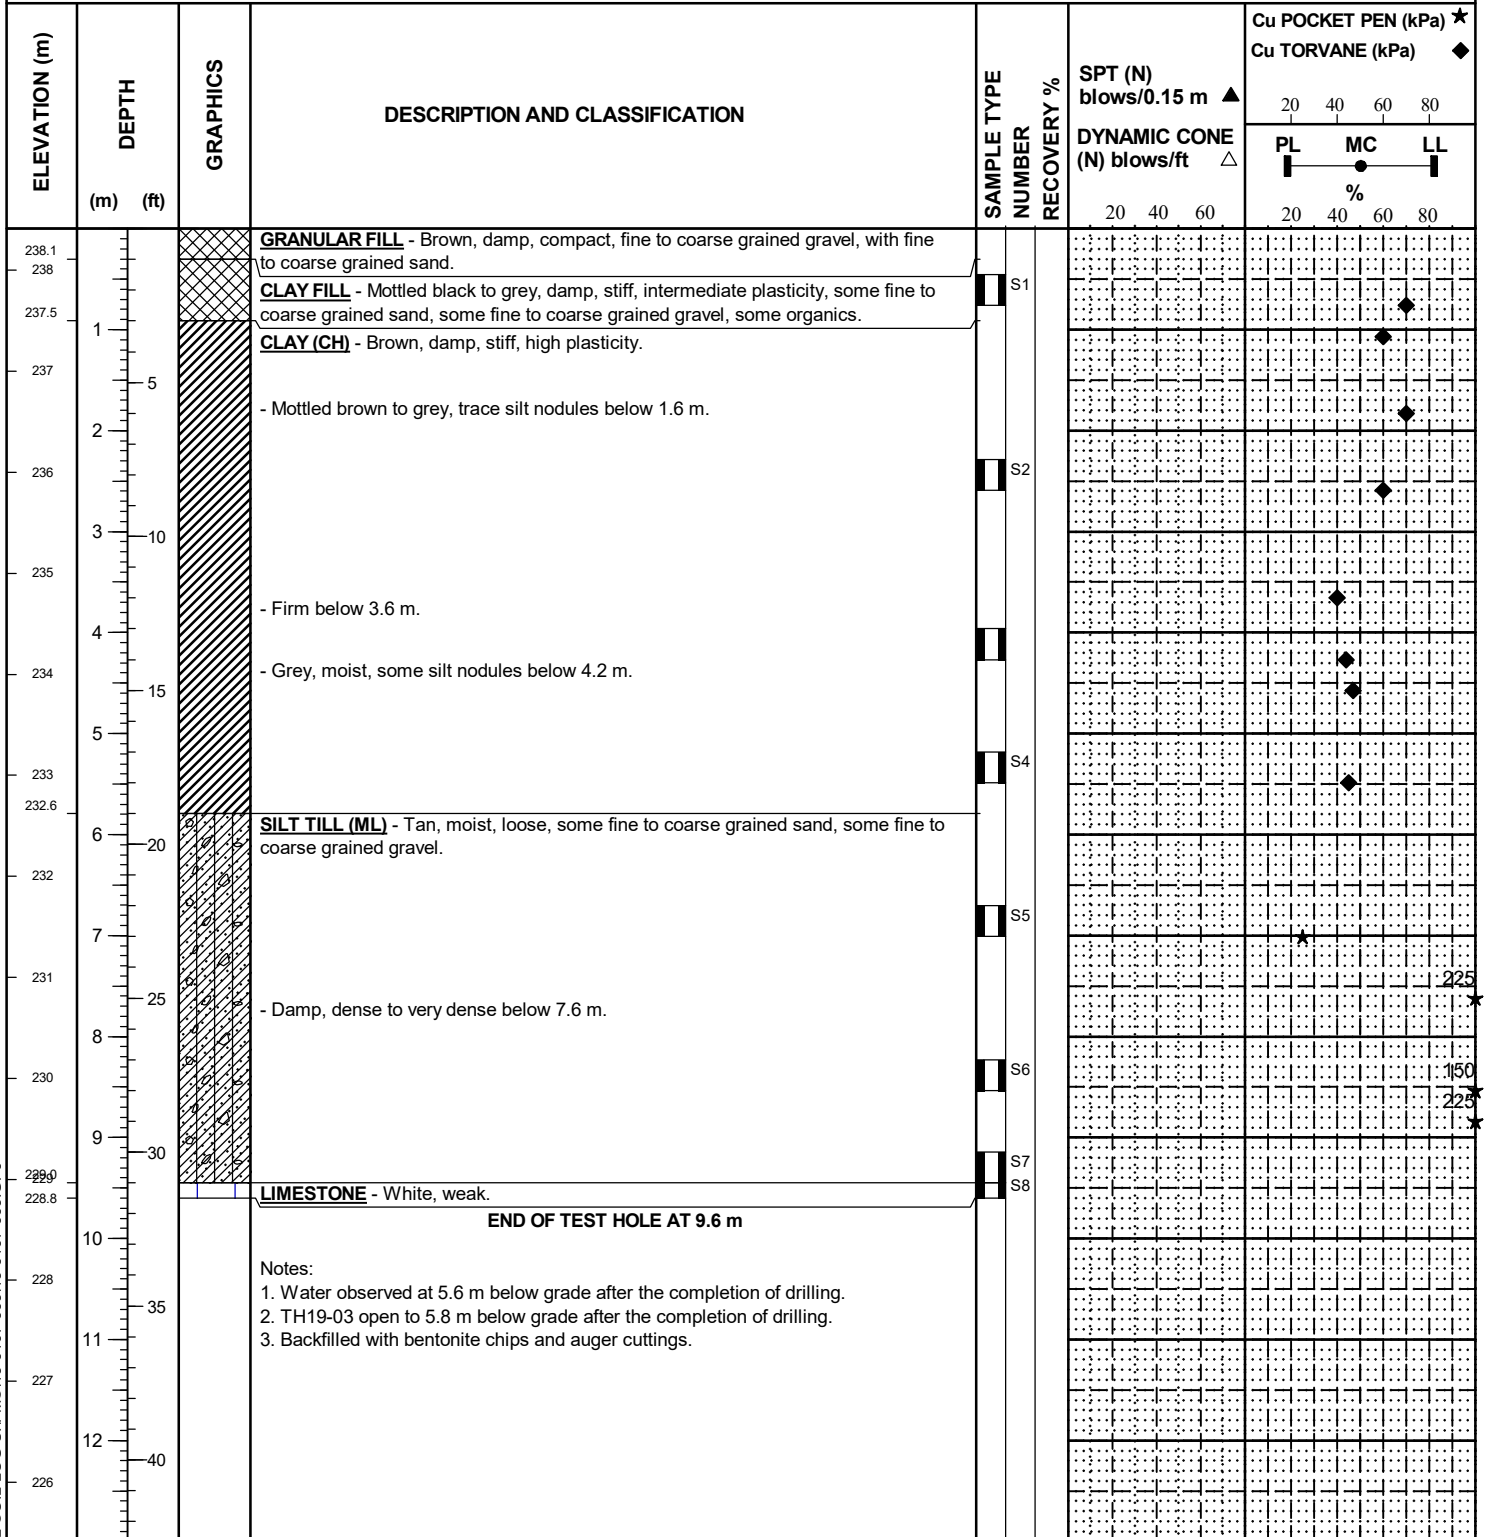 ELEVATION (m)
DEPTH
(m) (ft)
GRAPHICS
DESCRIPTION AND CLASSIFICATION
SAMPLE TYPE
NUMBER
RECOVERY %
SPT (N)
blows/0.15 m
DYNAMIC CONE
(N) blows/ft
20 40 60
Cu POCKET PEN (kPa)
Cu TORVANE (kPa)
20 40 60 80
PL MC LL
%
20 40 60 80
238.1
238
237.5
237
236
235
234
233
232.6
232
231
230
229.0
229
228.8
228
227
226
1
2
3
4
5
6
7
8
9
10
11
12
5
10
15
20
25
30
35
40
GRANULAR FILL - Brown, damp, compact, fine to coarse grained gravel, with fine
to coarse grained sand.
CLAY FILL - Mottled black to grey, damp, stiff, intermediate plasticity, some fine to
coarse grained sand, some fine to coarse grained gravel, some organics.
CLAY (CH) - Brown, damp, stiff, high plasticity.
- Mottled brown to grey, trace silt nodules below 1.6 m.
- Firm below 3.6 m.
- Grey, moist, some silt nodules below 4.2 m.
SILT TILL (ML) - Tan, moist, loose, some fine to coarse grained sand, some fine to
coarse grained gravel.
- Damp, dense to very dense below 7.6 m.
LIMESTONE - White, weak.
END OF TEST HOLE AT 9.6 m
Notes:
1. Water observed at 5.6 m below grade after the completion of drilling.
2. TH19-03 open to 5.8 m below grade after the completion of drilling.
3. Backfilled with bentonite chips and auger cuttings.
S1
S2
S4
S5
S6
S7
S8
225
150
225